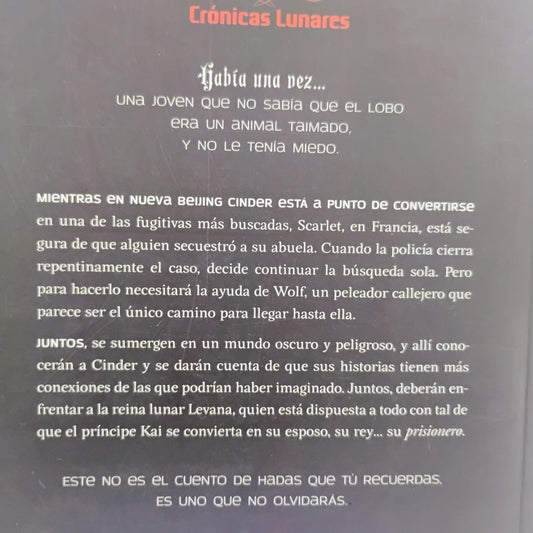 Crónicas Lunares
Había una vez...
UNA JOVEN QUE NO SABÍA QUE EL LOBO
ERA UN ANIMAL TAIMADO,
Y NO LE TENÍA MIEDO.
MIENTRAS EN NUEVA BEIJING CINDER ESTÁ A PUNTO DE CONVERTIRSE
en una de las fugitivas más buscadas, Scarlet, en Francia, está se-
gura de que alguien secuestró a su abuela. Cuando la policía cierra
repentinamente el caso, decide continuar la búsqueda sola. Pero
para hacerlo necesitará la ayuda de Wolf, un peleador callejero que
parece ser el único camino para llegar hasta ella.
JUNTOS, se sumergen en un mundo oscuro y peligroso, y allí cono-
cerán a Cinder y se darán cuenta de que sus historias tienen más
conexiones de las que podrían haber imaginado. Juntos, deberán en-
frentar a la reina lunar Levana, quien está dispuesta a todo con tal de
que el príncipe Kai se convierta en su esposo, su rey... su prisionero.
ESTE NO ES EL CUENTO DE HADAS QUE TÚ RECUERDAS.
ES UNO QUE NO OLVIDARÁS.